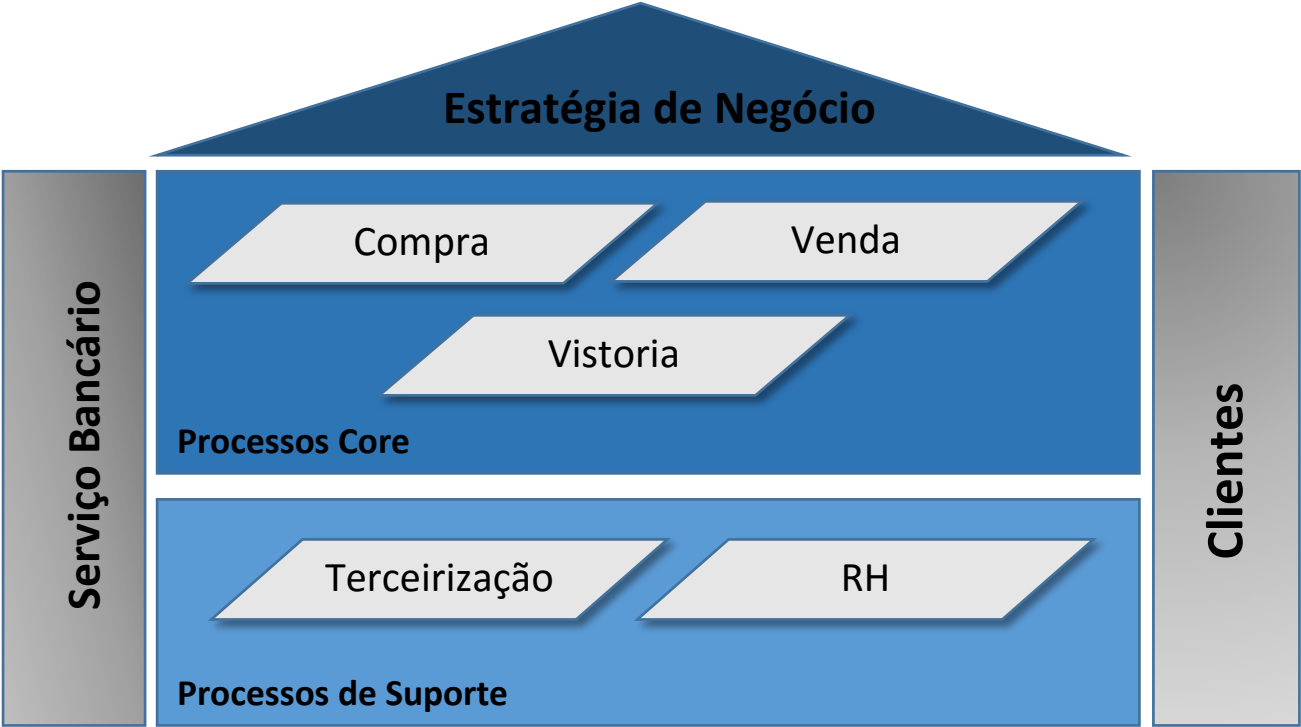 Estratégia de Negócio
Serviço Bancário
Compra
Venda
Vistoria
Processos Core
Clientes
Terceirização
RH
Processos de Suporte